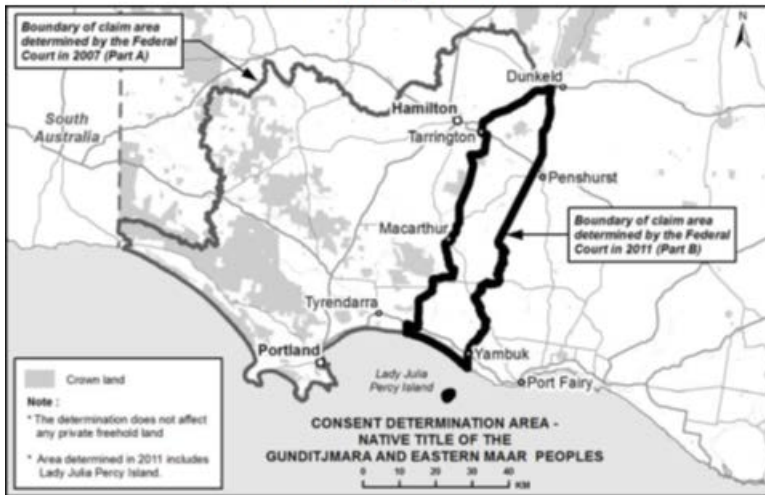 Boundary of claim area
determined by the Federal
Court in 2007 (Part A)
N
Dunkeld
Hamilton
South
Australia
Tarrington
Penshurst
Macarthur
Boundary of claim area
determined by the Federal
Court in 2011 (Part B)
Tyrendarra
Portland
Yambuk
Lady Julia
Percy Island
Port Fairy
Crown land
Note :
* The determination does not affect
any private freehold land
* Area determined in 2011 includes
Lady Julia Percy Island.
CONSENT DETERMINATION AREA -
NATIVE TITLE OF THE
GUNDITJMARA AND EASTERN MAAR PEOPLES
0 10 20 30 40
KM